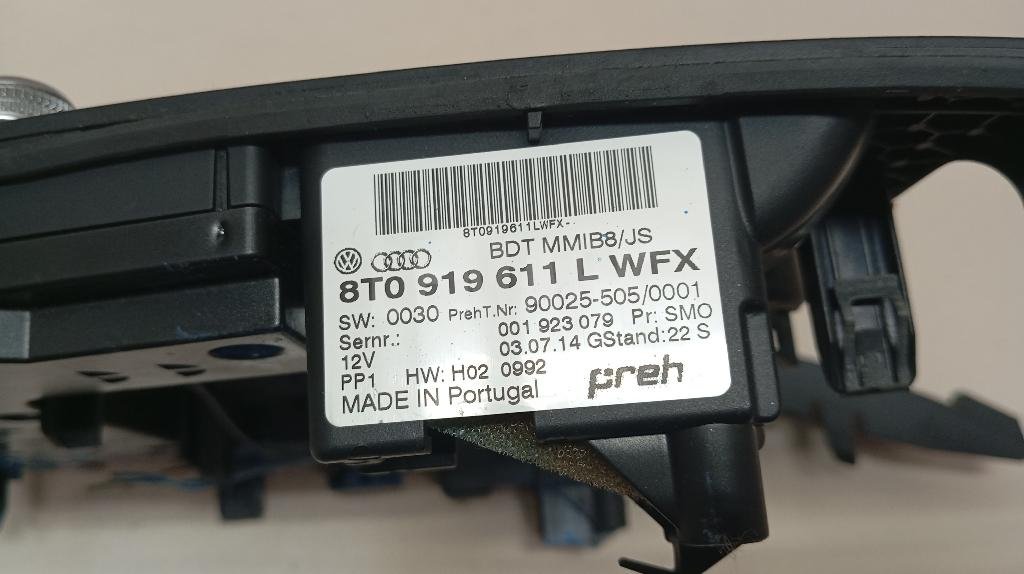 8T0919611LWFX-
BDT MMIB8/JS
8T0 919 611 L WFX
SW: 0030 PrehT.Nr: 90025-505/0001
Sernr.: 001 923 079 Pr: SMO
12V 03.07.14 GStand:22 S
PP1 HW: H02 0992
MADE IN Portugal preh